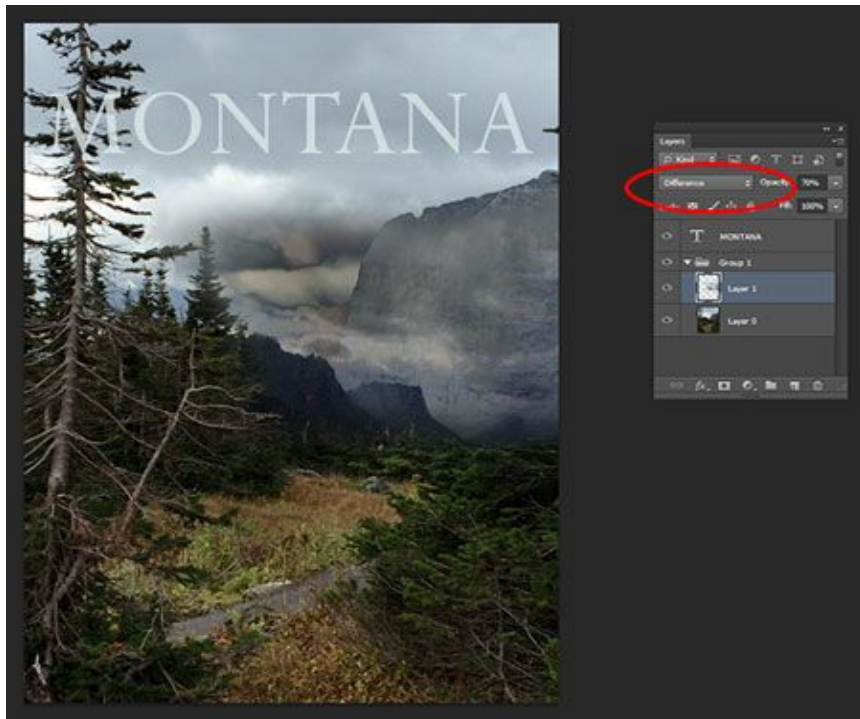 MONTANA
Layers
Kind
Difference Opacity: 70%
Fill: 100%
T MONTANA
Group 1
Layer 1
Layer 0